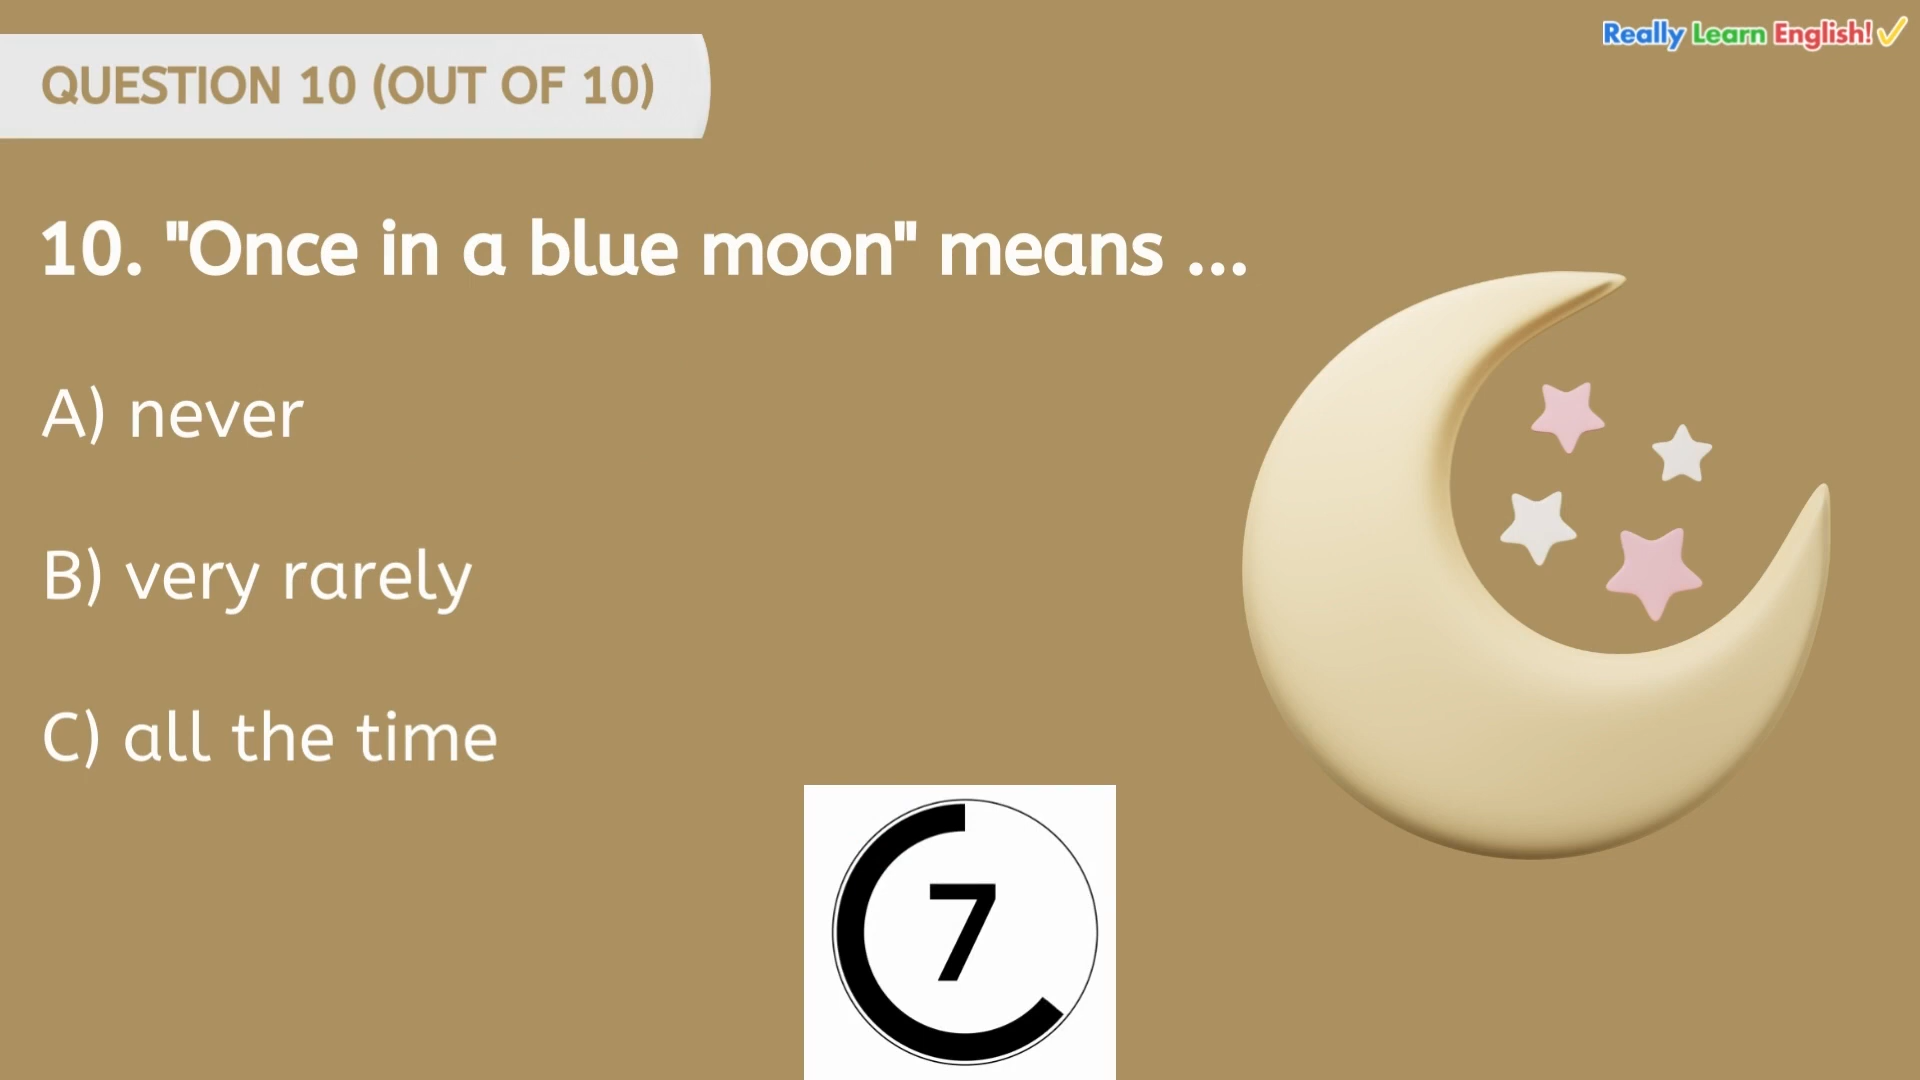 Really Learn English!
QUESTION 10 (OUT OF 10)
10. "Once in a blue moon" means ...
A) never
B) very rarely
C) all the time
7